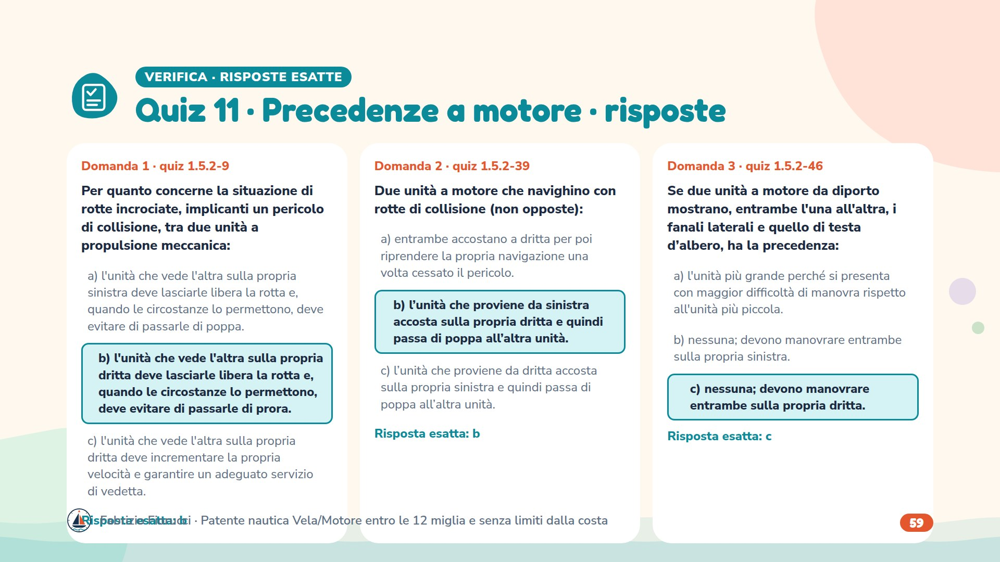 VERIFICA · RISPOSTE ESATTE
Quiz 11 · Precedenze a motore · risposte
Domanda 1 · quiz 1.5.2-9
Per quanto concerne la situazione di
rotte incrociate, implicanti un pericolo
di collisione, tra due unità a
propulsione meccanica:
a) l'unità che vede l'altra sulla propria
sinistra deve lasciarle libera la rotta e,
quando le circostanze lo permettono, deve
evitare di passarle di poppa.
b) l'unità che vede l'altra sulla propria
dritta deve lasciarle libera la rotta e,
quando le circostanze lo permettono,
deve evitare di passarle di prora.
c) l'unità che vede l'altra sulla propria
dritta deve incrementare la propria
velocità e garantire un adeguato servizio
di vedetta.
Risposta esatta: b
Domanda 2 · quiz 1.5.2-39
Due unità a motore che navighino con
rotte di collisione (non opposte):
a) entrambe accostano a dritta per poi
riprendere la propria navigazione una
volta cessato il pericolo.
b) l’unità che proviene da sinistra
accosta sulla propria dritta e quindi
passa di poppa all’altra unità.
c) l’unità che proviene da dritta accosta
sulla propria sinistra e quindi passa di
poppa all’altra unità.
Risposta esatta: b
Domanda 3 · quiz 1.5.2-46
Se due unità a motore da diporto
mostrano, entrambe l'una all'altra, i
fanali laterali e quello di testa
d’albero, ha la precedenza:
a) l'unità più grande perché si presenta
con maggior difficoltà di manovra rispetto
all'unità più piccola.
b) nessuna; devono manovrare entrambe
sulla propria sinistra.
c) nessuna; devono manovrare
entrambe sulla propria dritta.
Risposta esatta: c
Fabrizio · Patente nautica Vela/Motore entro le 12 miglia e senza limiti dalla costa
59